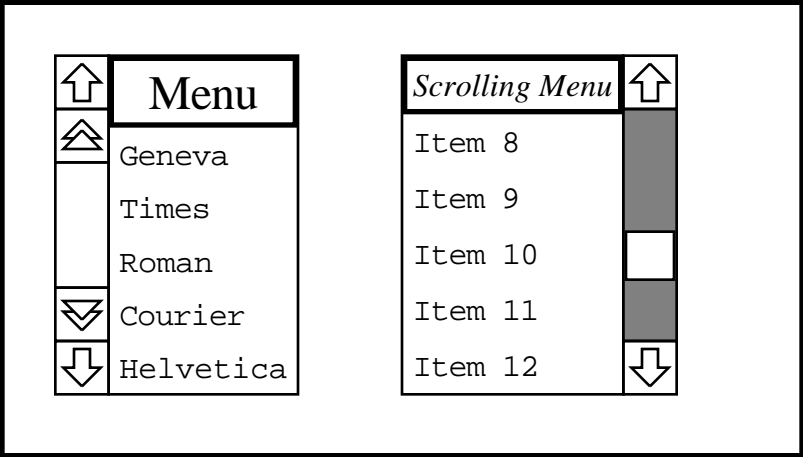 Menu
Geneva
Times
Roman
Courier
Helvetica
Scrolling Menu
Item 8
Item 9
Item 10
Item 11
Item 12